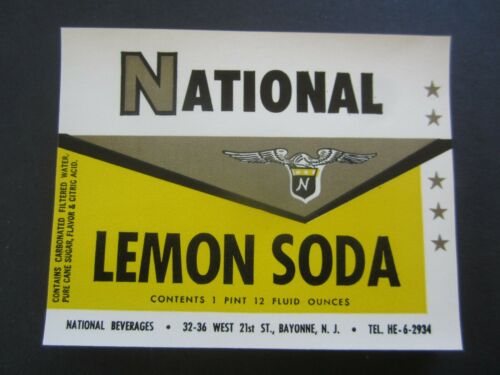 NATIONAL
N
CONTAINS CARBONATED FILTERED WATER,
PURE CANE SUGAR, FLAVOR & CITRIC ACID.
LEMON SODA
CONTENTS 1 PINT 12 FLUID OUNCES
NATIONAL BEVERAGES • 32-36 WEST 21st ST., BAYONNE, N. J. • TEL. HE-6-2934